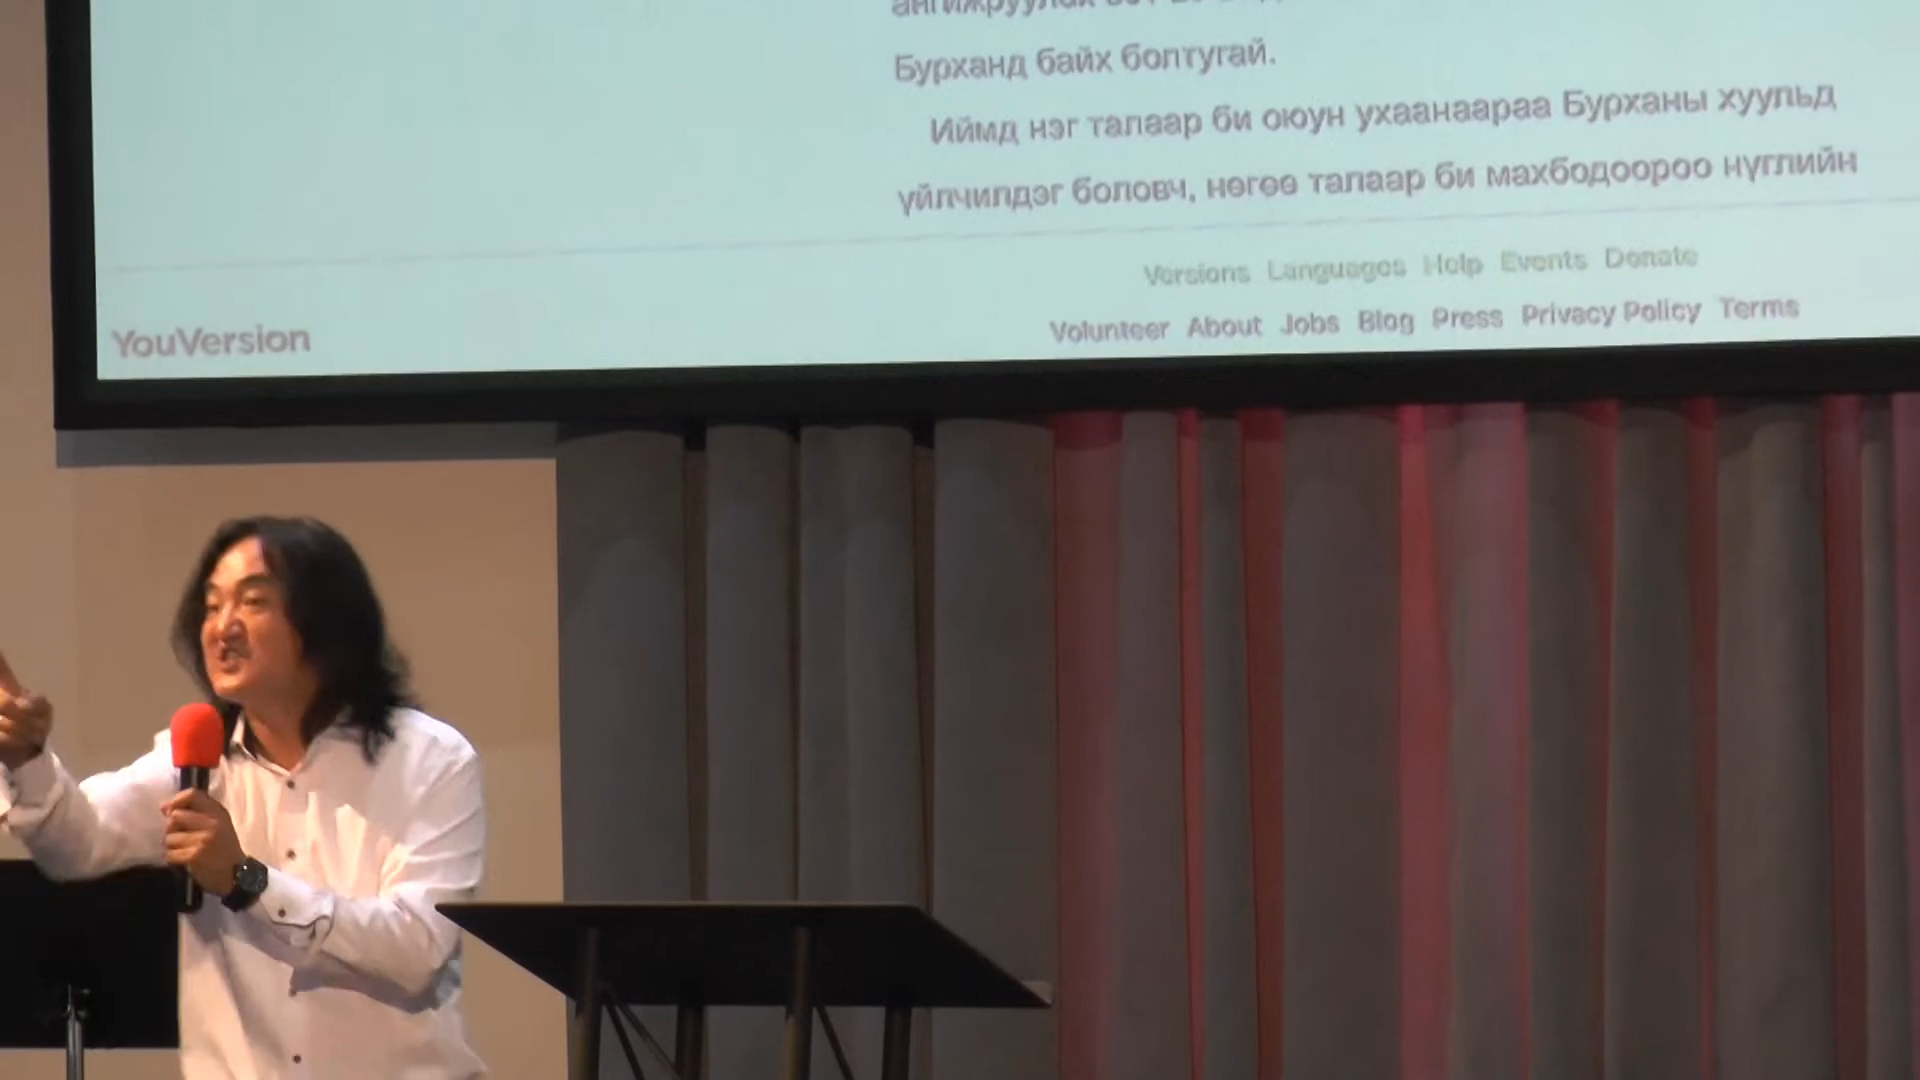 Бурханд байх болтугай.
Иймд нэг талаар би оюун ухаанаараа Бурханы хуульд
үйлчилдэг боловч, нөгөө талаар би махбодоороо нүглийн
Versions Languages Help Events Donate
YouVersion
Volunteer About Jobs Blog Press Privacy Policy Terms